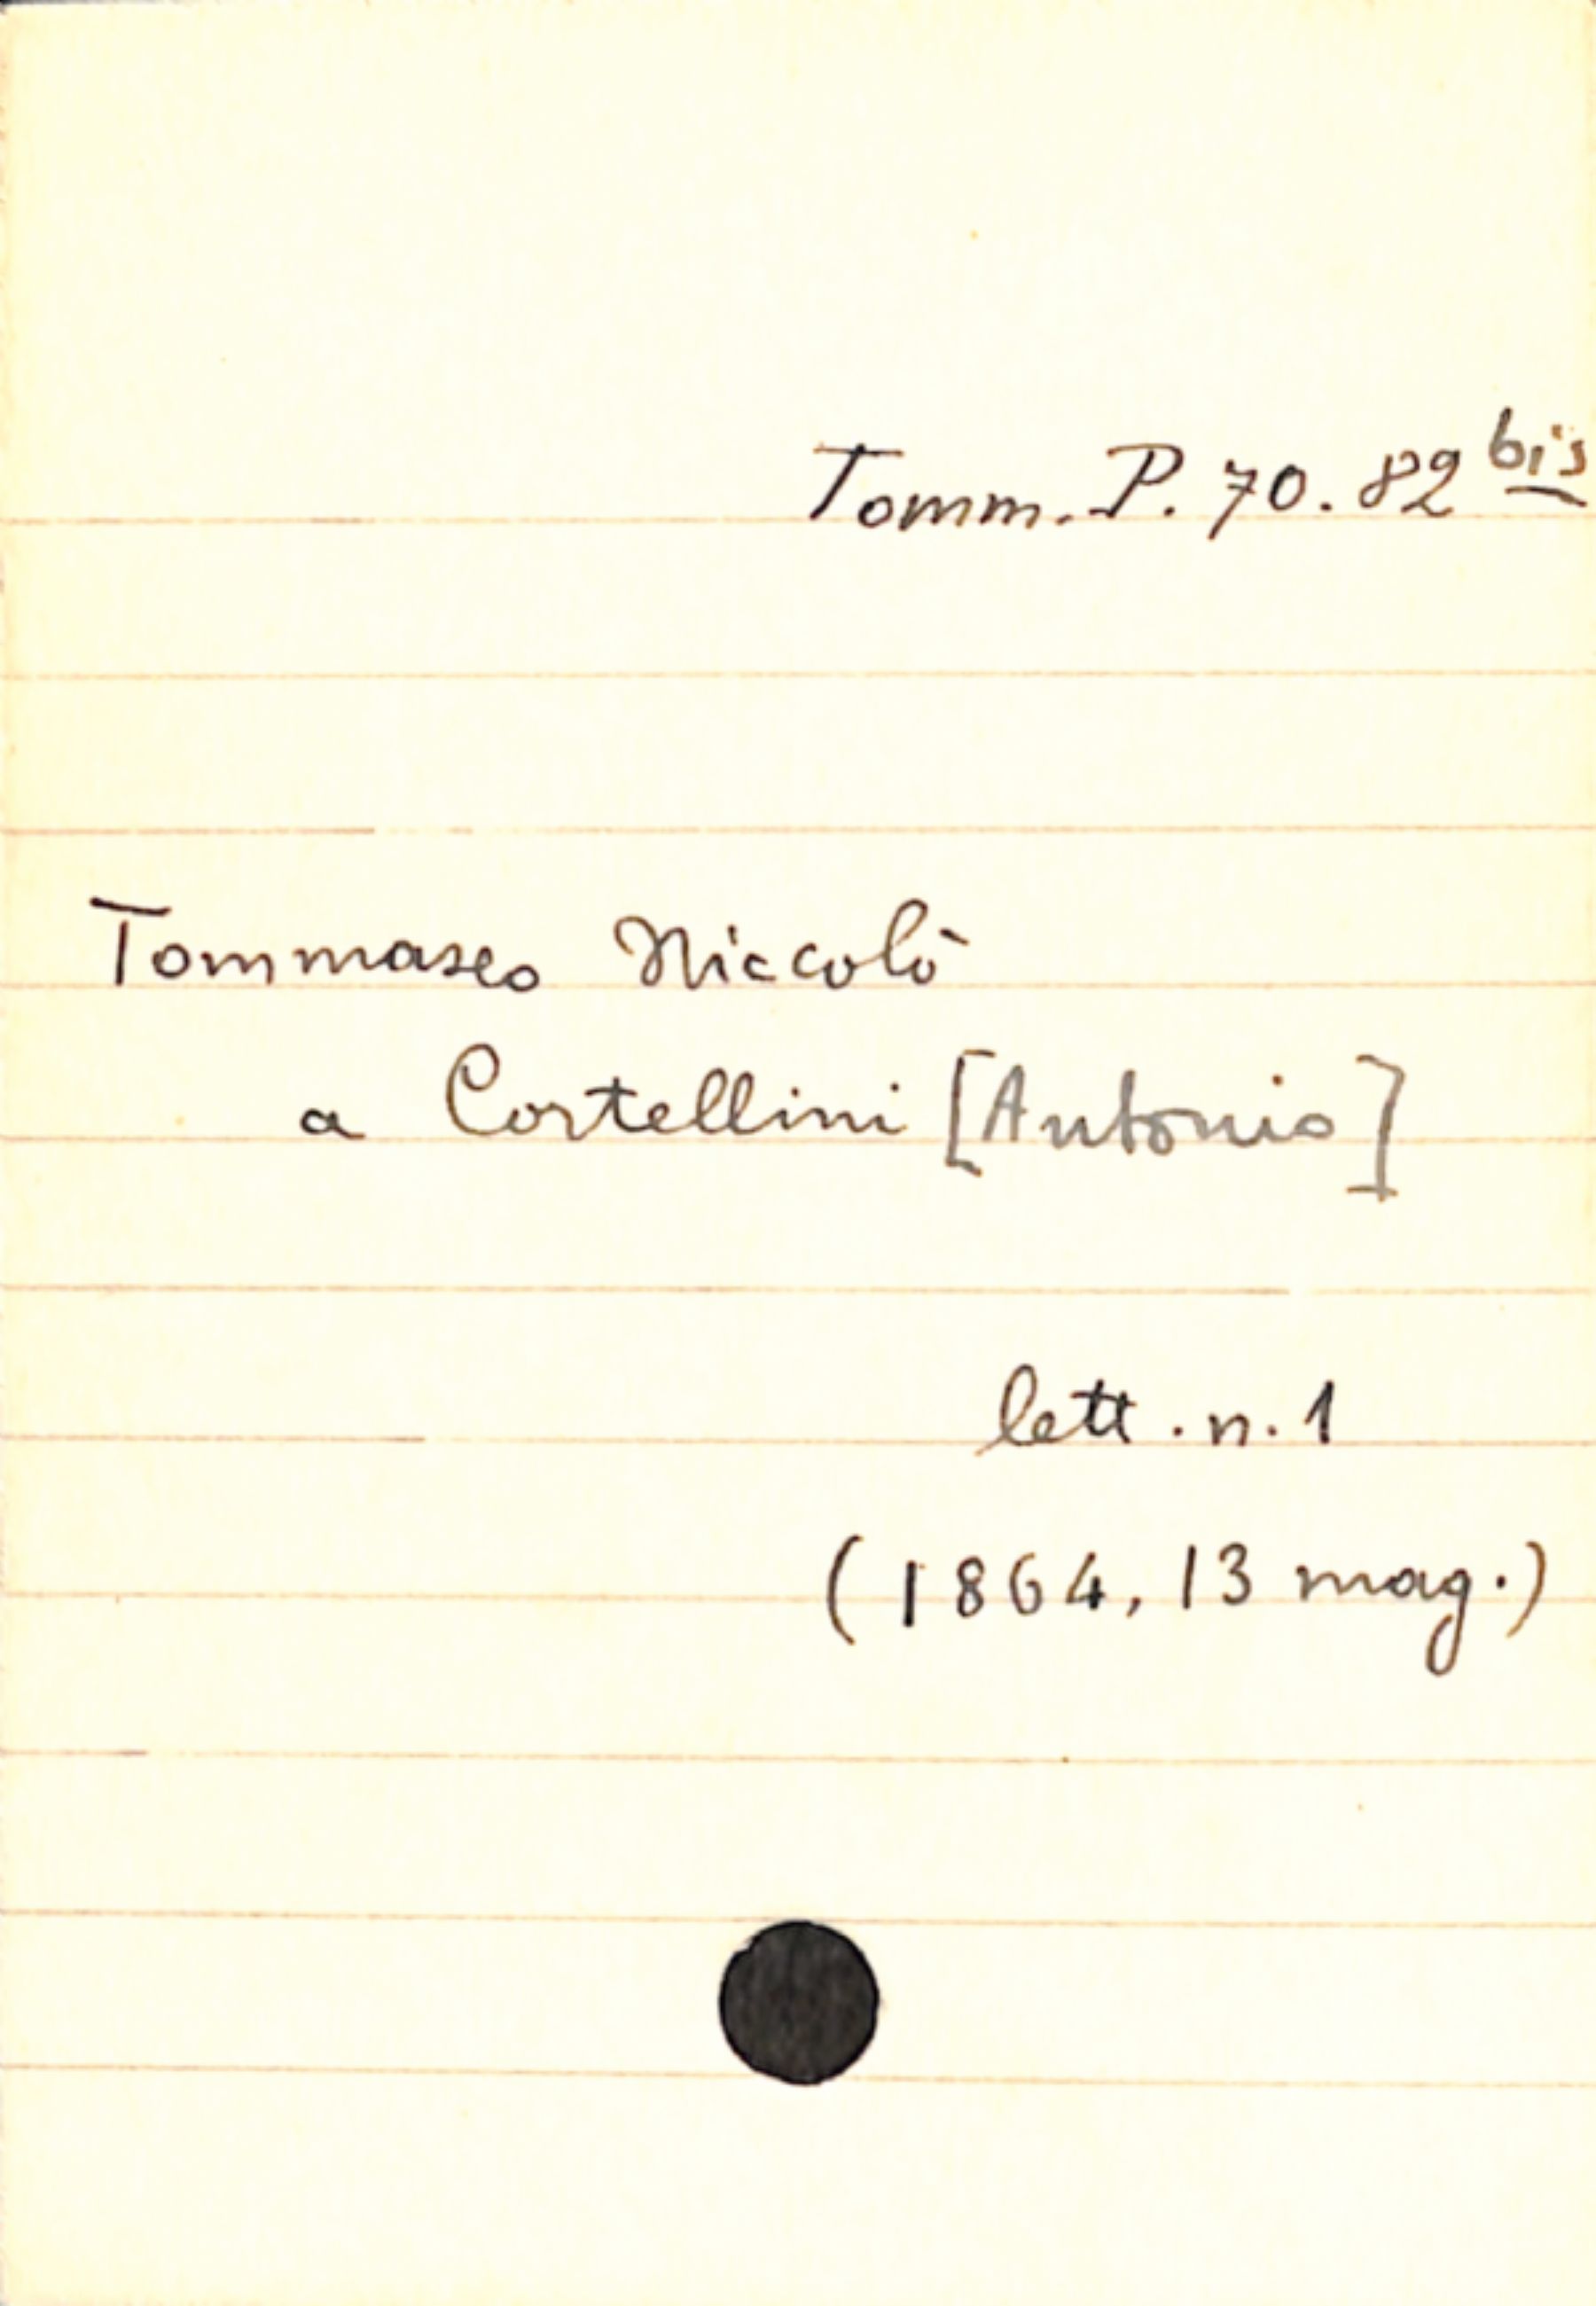 Tomm. P. 70. 82 bis
Tommaseo Niccolò
a Cortellini [Antonio]
lett. n. 1
(1864, 13 mag.)